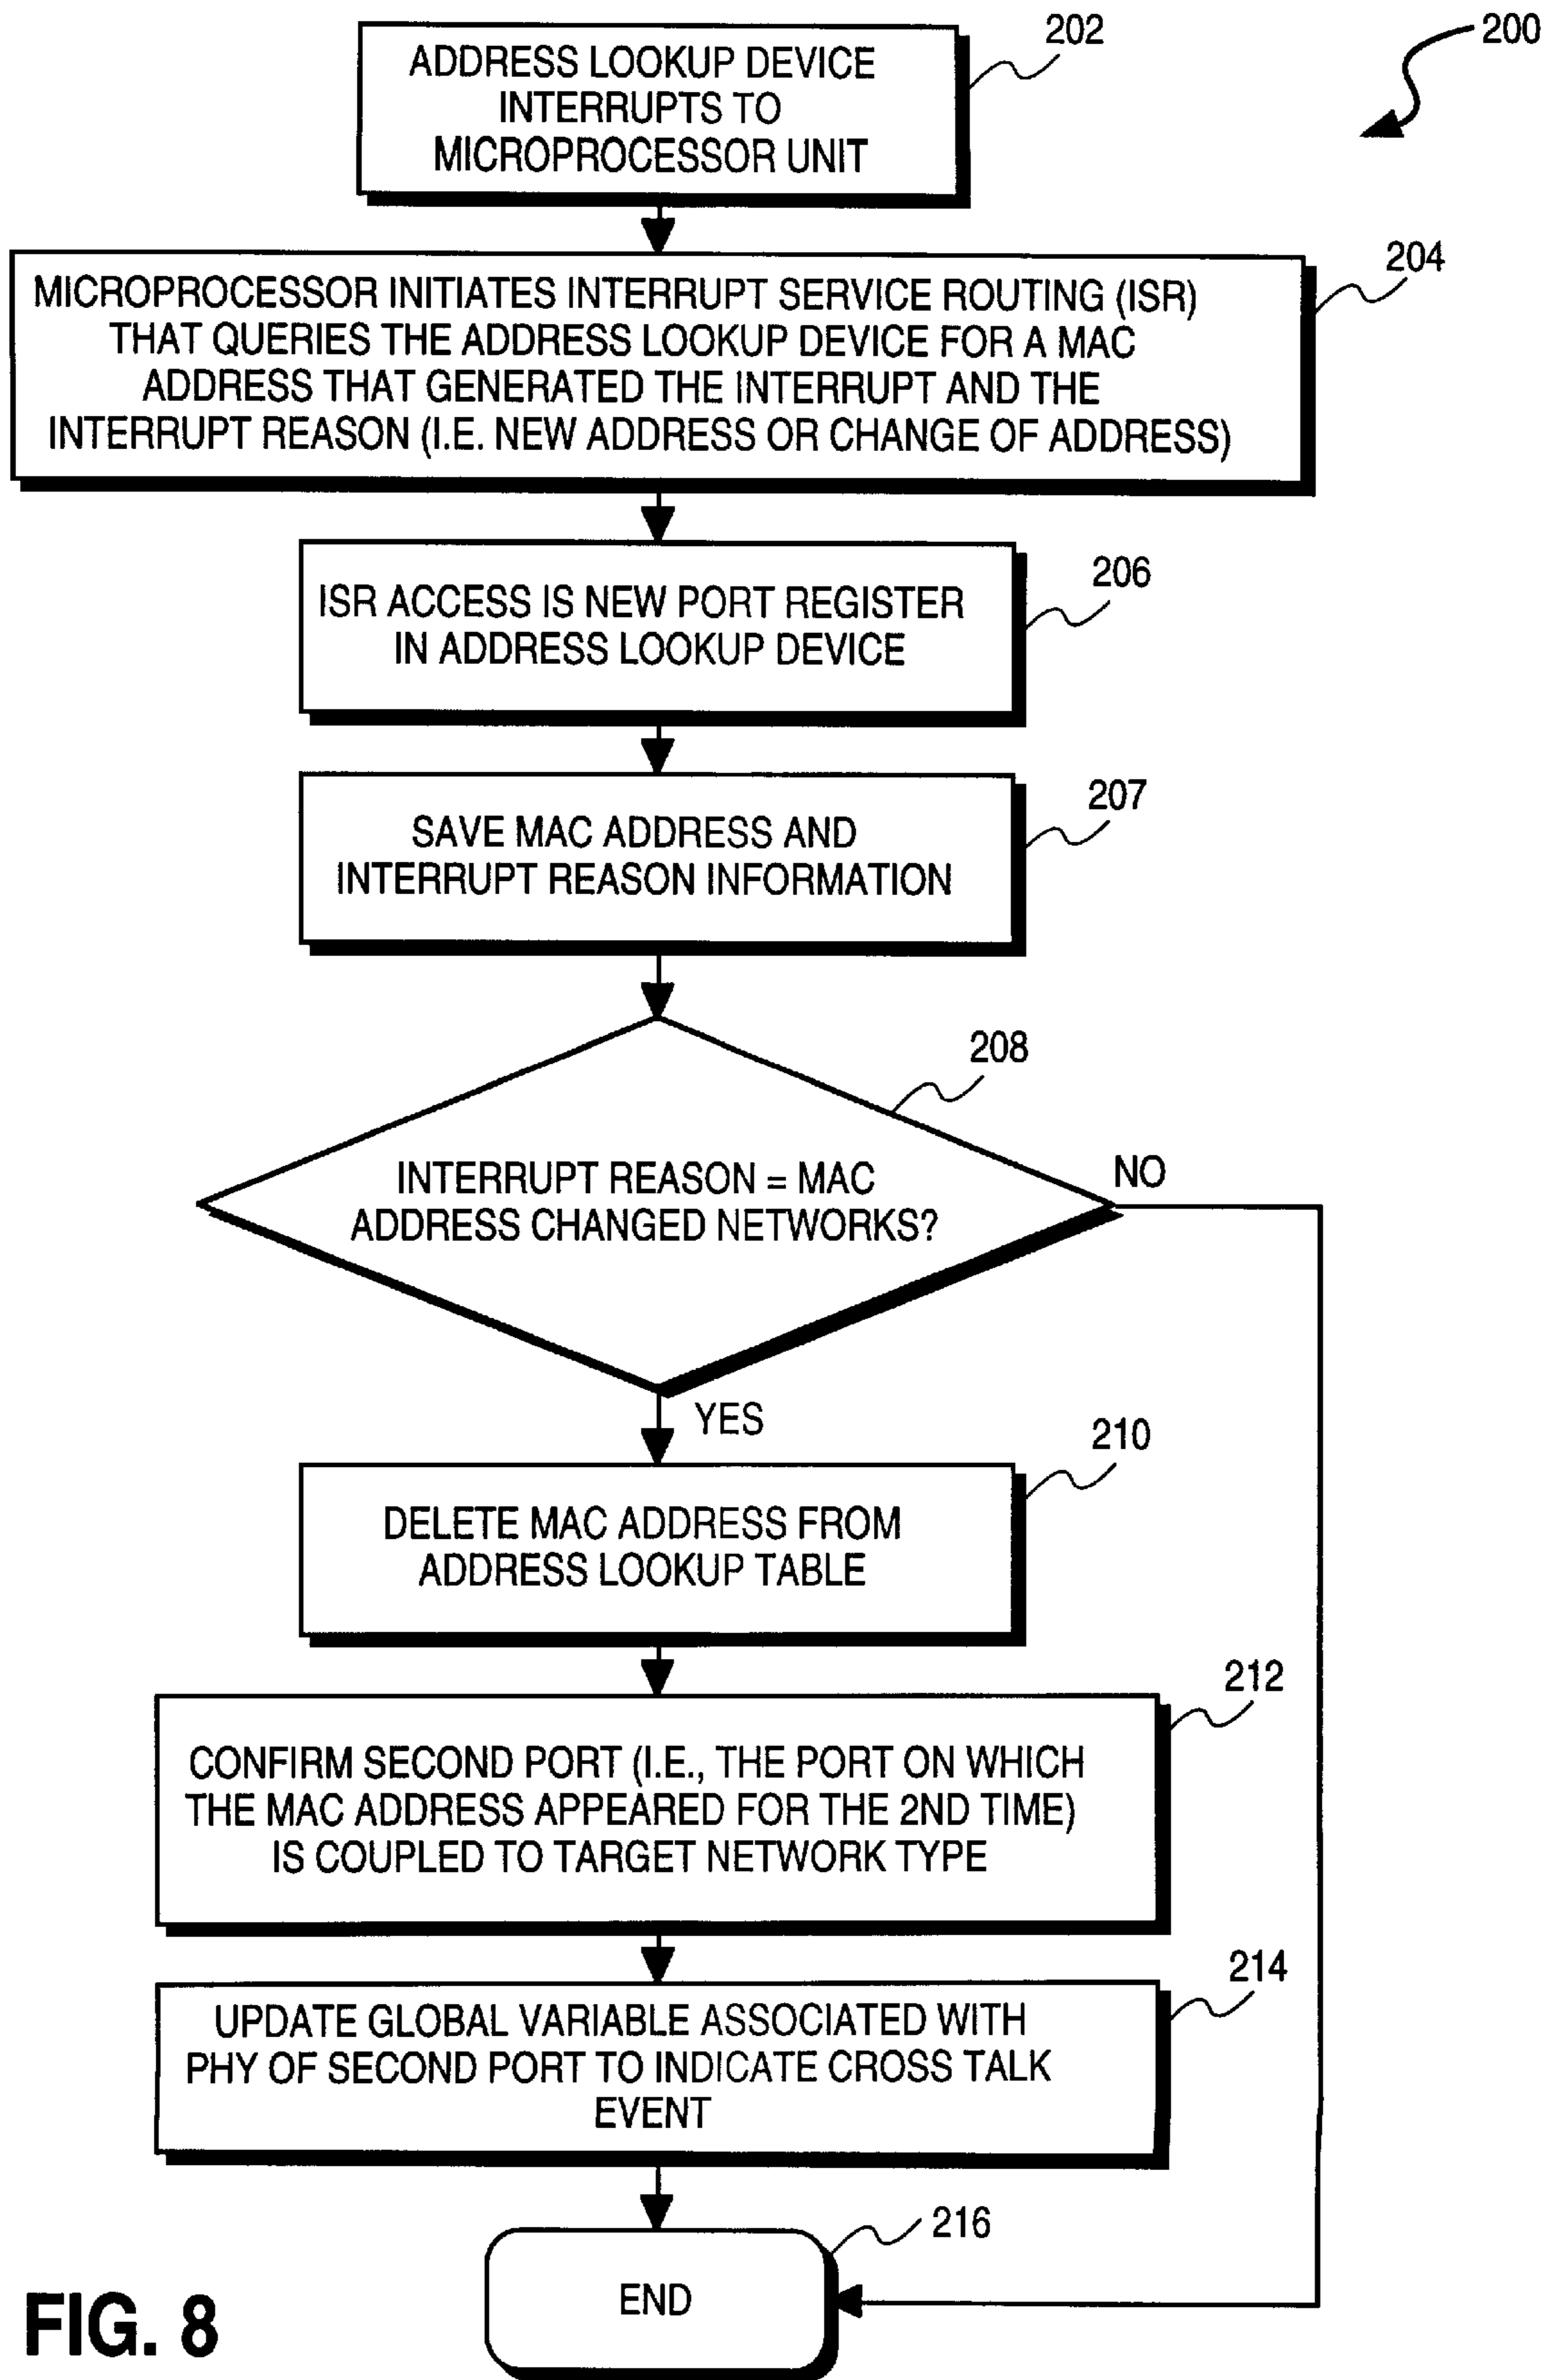 200
202
ADDRESS LOOKUP DEVICE
INTERRUPTS TO
MICROPROCESSOR UNIT
204
MICROPROCESSOR INITIATES INTERRUPT SERVICE ROUTING (ISR)
THAT QUERIES THE ADDRESS LOOKUP DEVICE FOR A MAC
ADDRESS THAT GENERATED THE INTERRUPT AND THE
INTERRUPT REASON (I.E. NEW ADDRESS OR CHANGE OF ADDRESS)
206
ISR ACCESS IS NEW PORT REGISTER
IN ADDRESS LOOKUP DEVICE
207
SAVE MAC ADDRESS AND
INTERRUPT REASON INFORMATION
208
INTERRUPT REASON = MAC
ADDRESS CHANGED NETWORKS?
NO
YES
210
DELETE MAC ADDRESS FROM
ADDRESS LOOKUP TABLE
212
CONFIRM SECOND PORT (I.E., THE PORT ON WHICH
THE MAC ADDRESS APPEARED FOR THE 2ND TIME)
IS COUPLED TO TARGET NETWORK TYPE
214
UPDATE GLOBAL VARIABLE ASSOCIATED WITH
PHY OF SECOND PORT TO INDICATE CROSS TALK
EVENT
216
END
FIG. 8